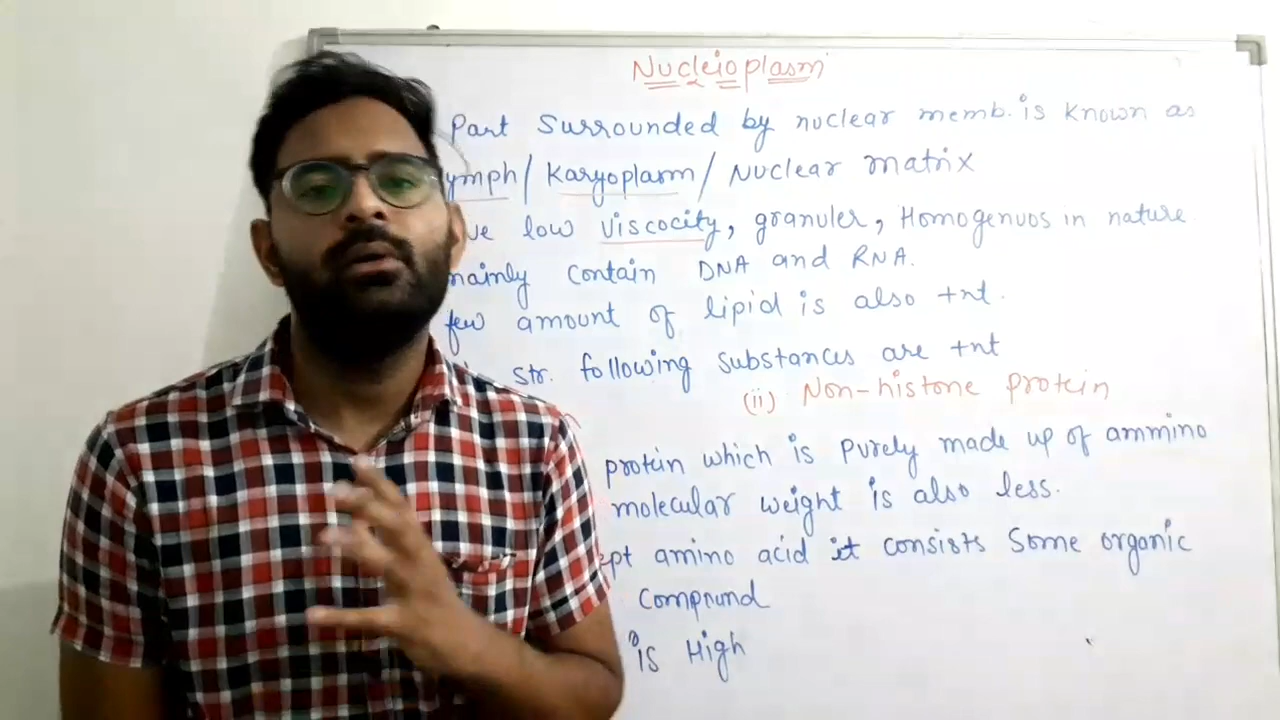 Nucleioplasm
Part surrounded by nuclear memb. is known as
ymph / Karyoplasm / Nuclear matrix
ve low viscocity, granuler, Homogenuos in nature
mainly contain DNA and RNA.
few amount of lipid is also +nt.
str. following substances are +nt
(ii) Non-histone protein
protein which is purely made up of ammino
molecular weight is also less.
ept amino acid it consists Some organic
compound
is High